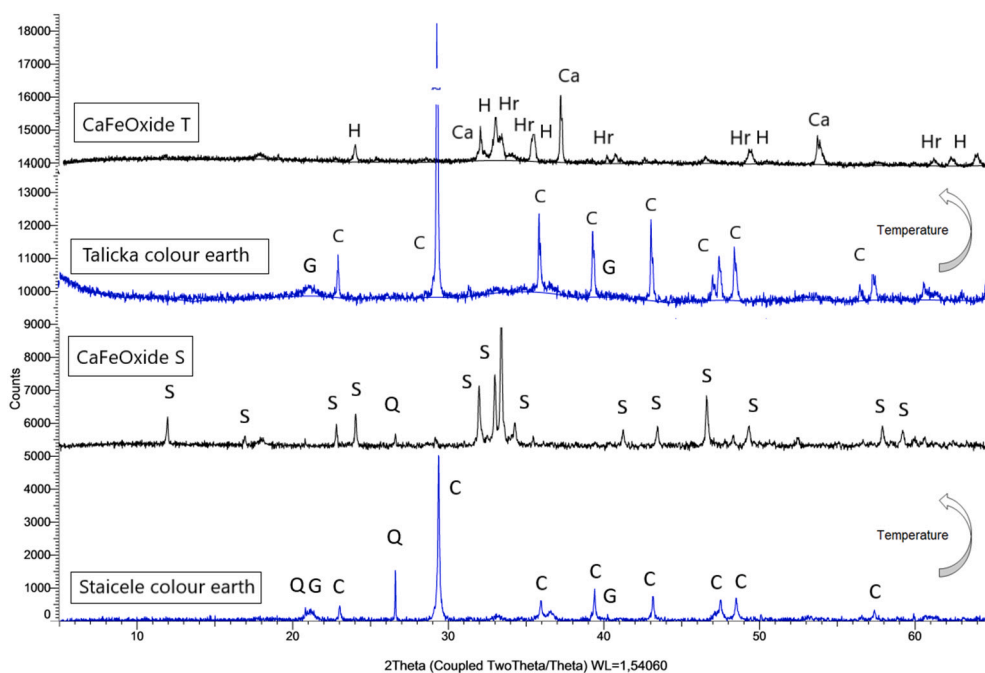 18000
17000
16000
15000
14000
CaFeOxide T
H
Ca
H
Hr
Hr
H
Ca
Hr
Ca
Hr
H
Hr
H
13000
12000
11000
10000
9000
Talicka colour earth
G
C
C
C
C
G
C
C
C
C
Temperature
8000
7000
6000
CaFeOxide S
S
S
S
S
Q
S
S
S
S
S
S
S
S
S
5000
4000
3000
2000
1000
0
Staicele colour earth
Q
G
C
Q
C
C
C
G
C
C
C
C
Temperature
Counts
10
20
30
40
50
60
2Theta (Coupled TwoTheta/Theta) WL=1,54060